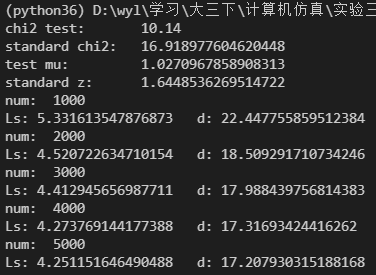 (python36) D:\wyl\学习\大三下\计算机仿真\实验三
chi2 test: 10.14
standard chi2: 16.918977604620448
test mu: 1.0270967858908313
standard z: 1.6448536269514722
num: 1000
Ls: 5.331613547876873 d: 22.447755859512384
num: 2000
Ls: 4.520722634710154 d: 18.509291710734246
num: 3000
Ls: 4.412945656987711 d: 17.988439756814383
num: 4000
Ls: 4.273769144177388 d: 17.31693424416262
num: 5000
Ls: 4.251151646490488 d: 17.207930315188168